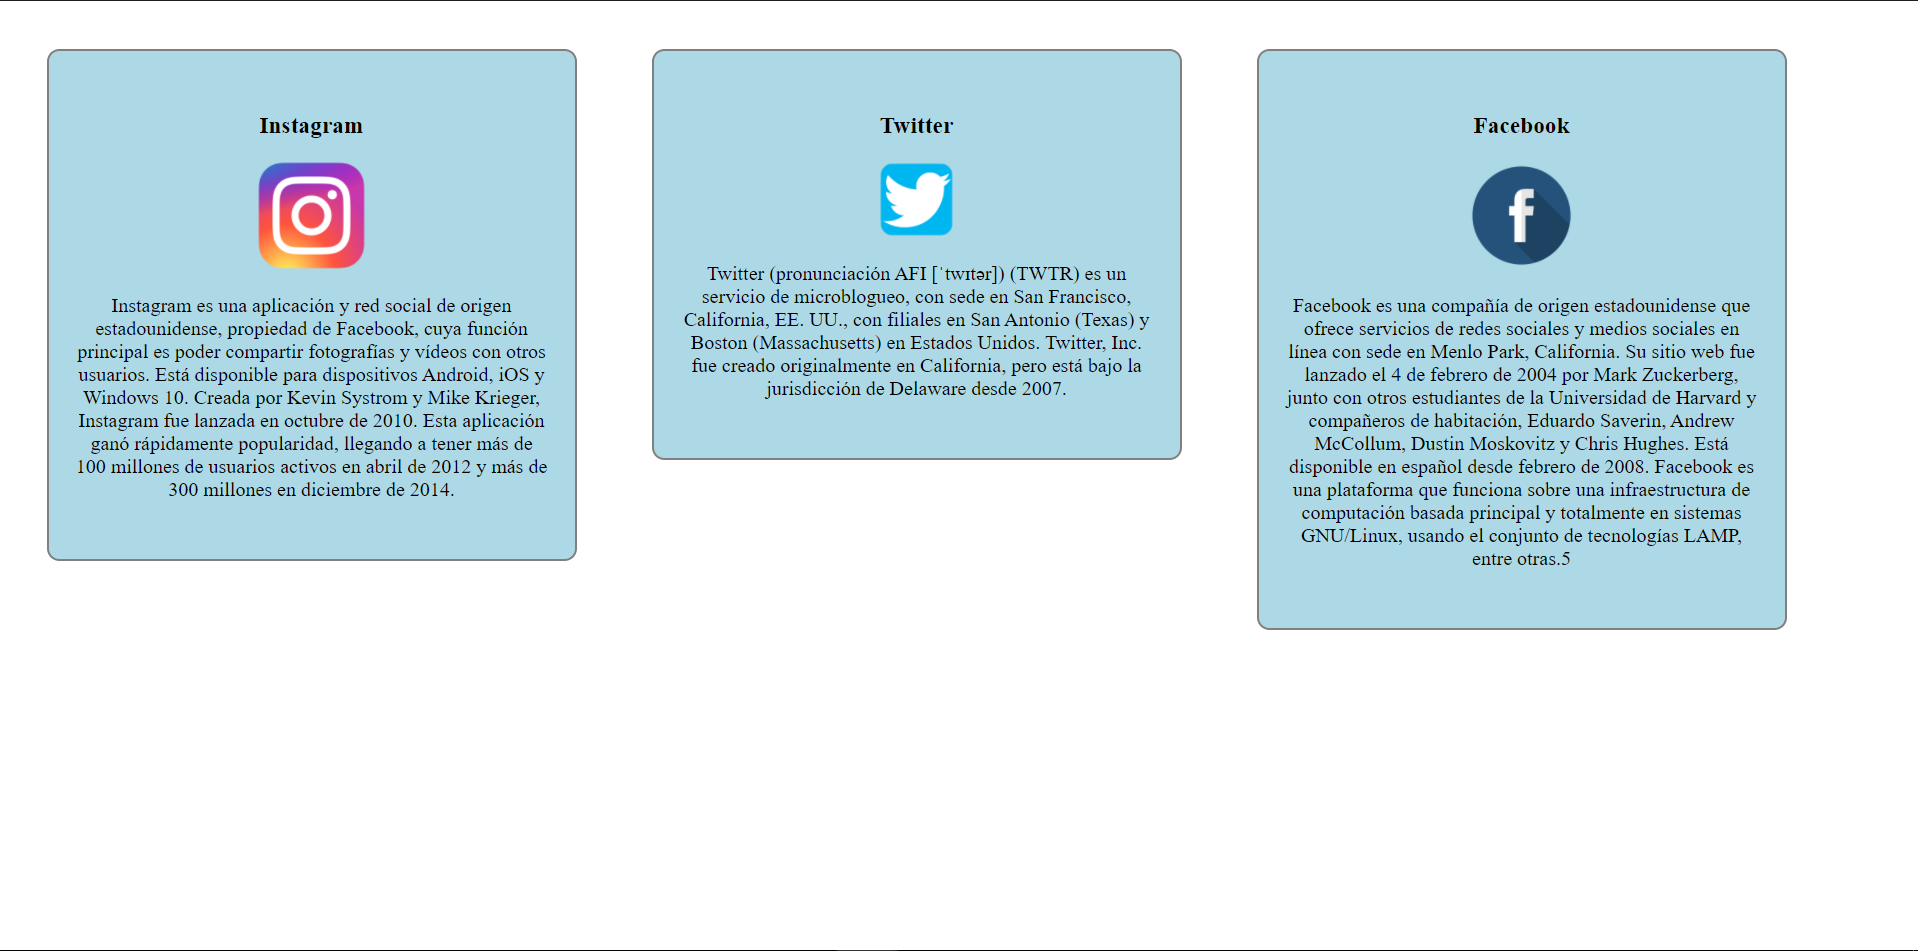 Instagram
Instagram es una aplicación y red social de origen
estadounidense, propiedad de Facebook, cuya función
principal es poder compartir fotografías y vídeos con otros
usuarios. Está disponible para dispositivos Android, iOS y
Windows 10. Creada por Kevin Systrom y Mike Krieger,
Instagram fue lanzada en octubre de 2010. Esta aplicación
ganó rápidamente popularidad, llegando a tener más de
100 millones de usuarios activos en abril de 2012 y más de
300 millones en diciembre de 2014.
Twitter
Twitter (pronunciación AFI [ˈtwɪtər]) (TWTR) es un
servicio de microblogueo, con sede en San Francisco,
California, EE. UU., con filiales en San Antonio (Texas) y
Boston (Massachusetts) en Estados Unidos. Twitter, Inc.
fue creado originalmente en California, pero está bajo la
jurisdicción de Delaware desde 2007.
Facebook
f
Facebook es una compañía de origen estadounidense que
ofrece servicios de redes sociales y medios sociales en
línea con sede en Menlo Park, California. Su sitio web fue
lanzado el 4 de febrero de 2004 por Mark Zuckerberg,
junto con otros estudiantes de la Universidad de Harvard y
compañeros de habitación, Eduardo Saverin, Andrew
McCollum, Dustin Moskovitz y Chris Hughes. Está
disponible en español desde febrero de 2008. Facebook es
una plataforma que funciona sobre una infraestructura de
computación basada principal y totalmente en sistemas
GNU/Linux, usando el conjunto de tecnologías LAMP,
entre otras.5